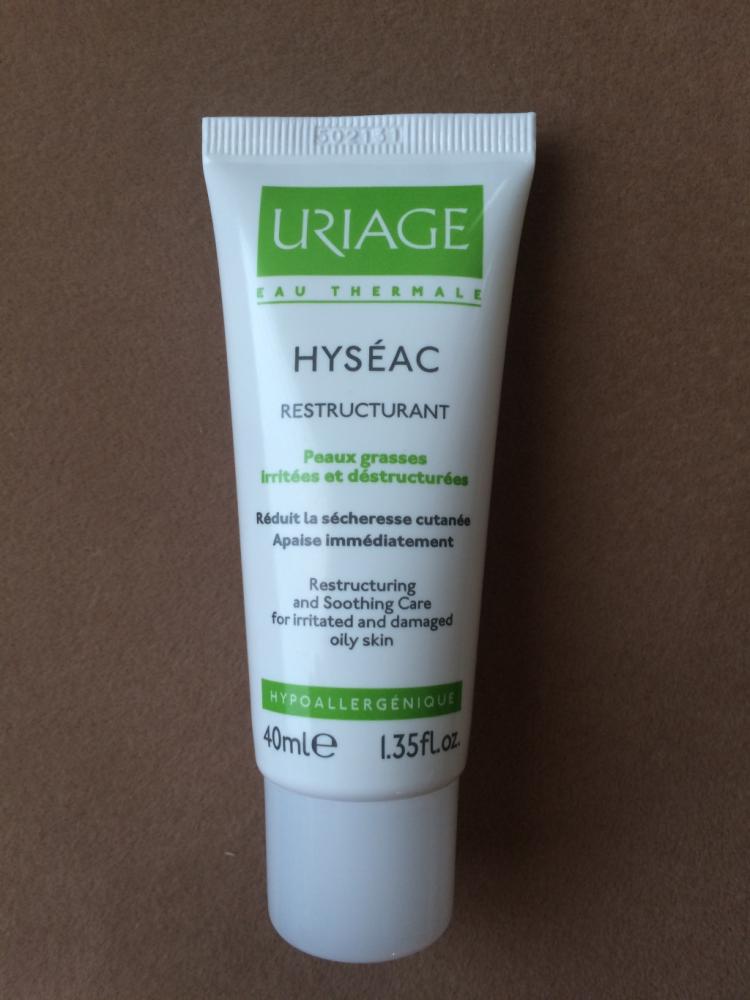 502131
URIAGE
EAU THERMALE
HYSÉAC
RESTRUCTURANT
Peaux grasses
irritées et déstructurées
Réduit la sécheresse cutanée
Apaise immédiatement
Restructuring
and Soothing Care
for irritated and damaged
oily skin
HYPOALLERGÉNIQUE
40ml℮ 1.35fl.oz.